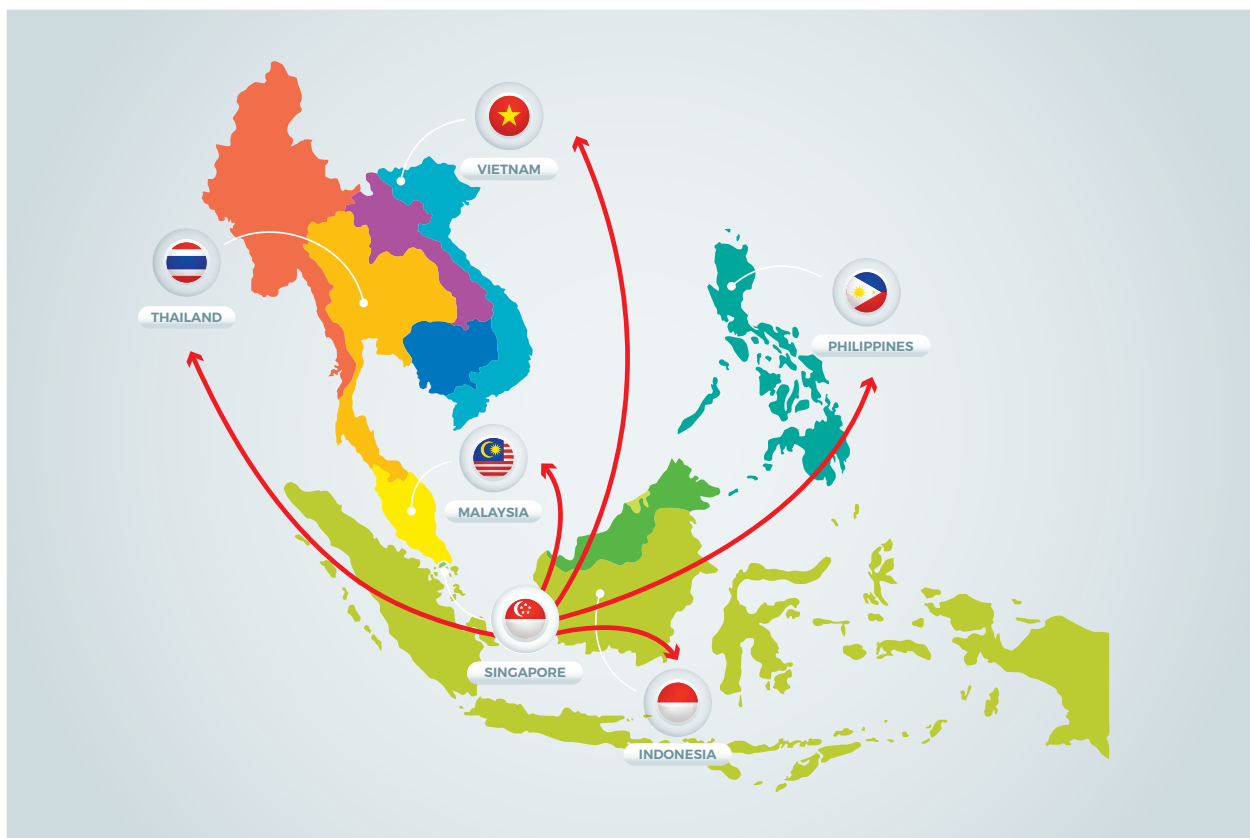 VIETNAM
THAILAND
PHILIPPINES
MALAYSIA
SINGAPORE
INDONESIA